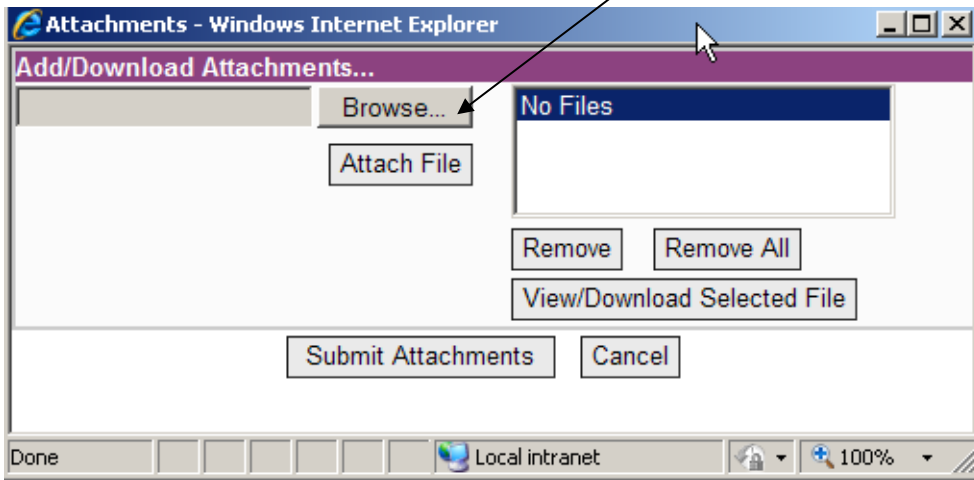 Attachments - Windows Internet Explorer
Add/Download Attachments...
Browse...
No Files
Attach File
Remove Remove All
View/Download Selected File
Submit Attachments Cancel
Done Local intranet 100%